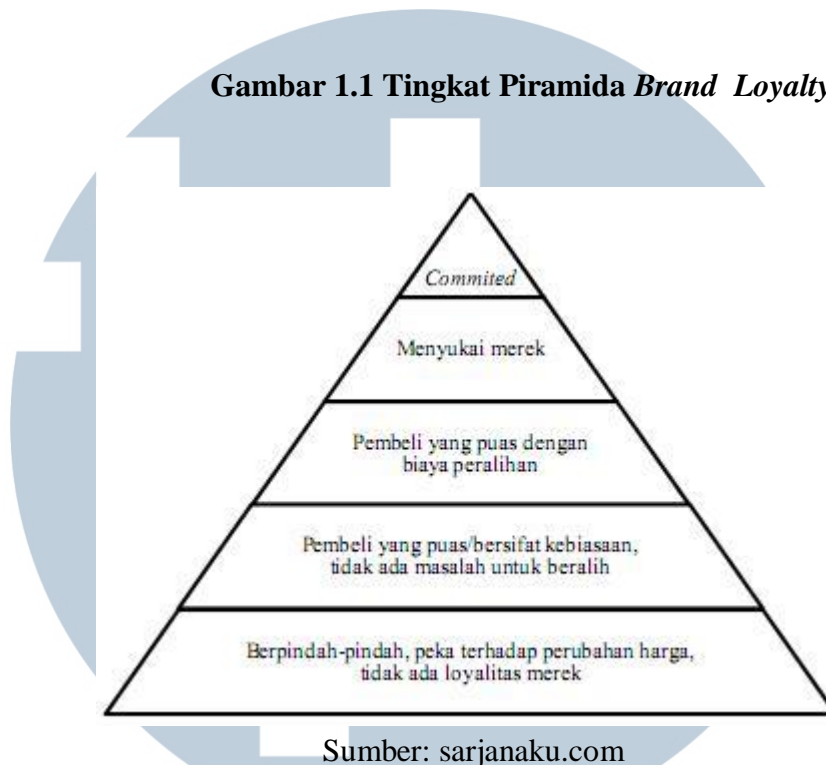 Gambar 1.1 Tingkat Piramida Brand Loyalty
Commited
Menyukai merek
Pembeli yang puas dengan
biaya peralihan
Pembeli yang puas/bersifat kebiasaan,
tidak ada masalah untuk beralih
Berpindah-pindah, peka terhadap perubahan harga,
tidak ada loyalitas merek
Sumber: sarjanaku.com